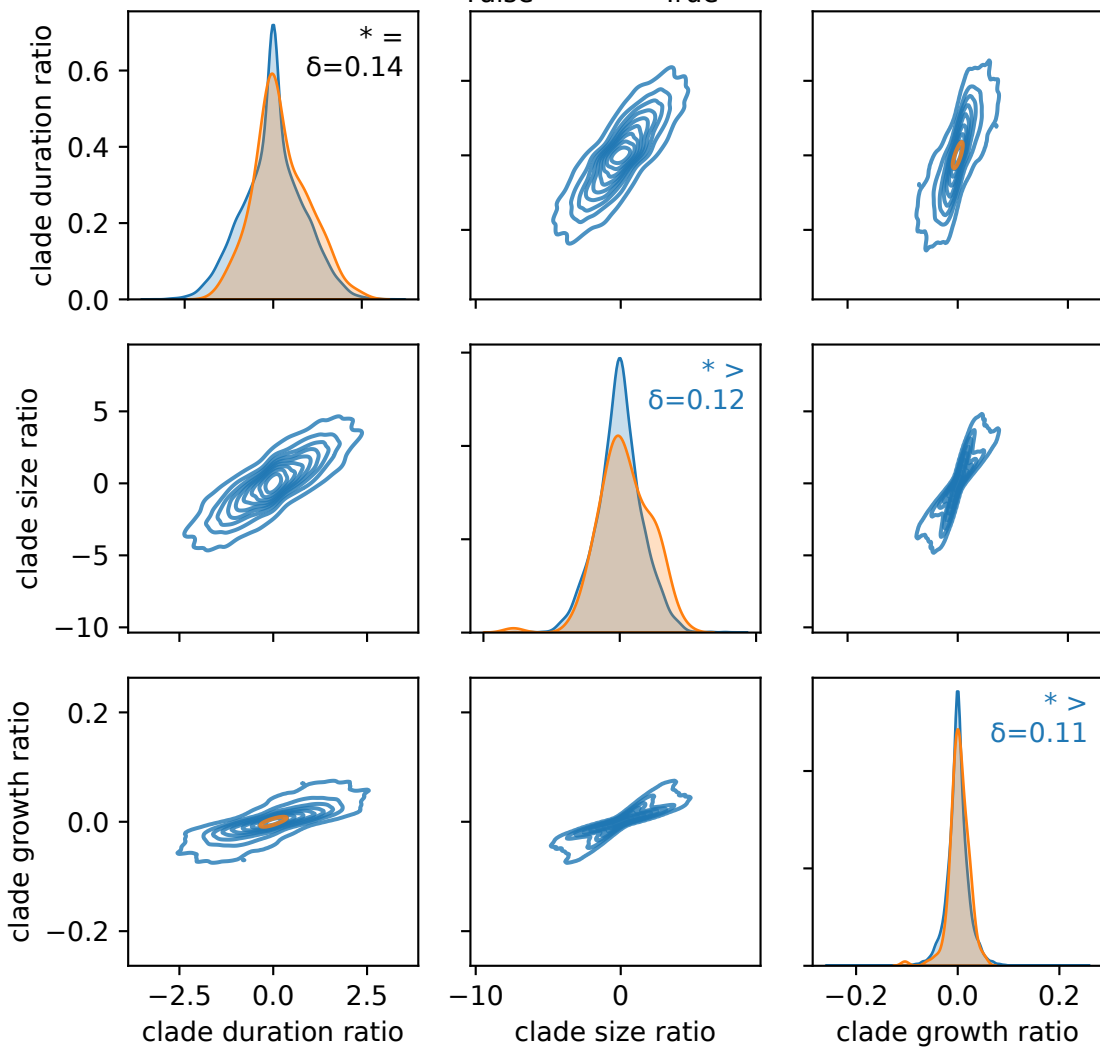 clade duration ratio
0.6
0.4
0.2
0.0
* =
δ=0.14
clade size ratio
5
0
−5
−10
* >
δ=0.12
clade growth ratio
0.2
0.0
−0.2
* >
δ=0.11
−2.5 0.0 2.5
−10 0
−0.2 0.0 0.2
clade duration ratio
clade size ratio
clade growth ratio